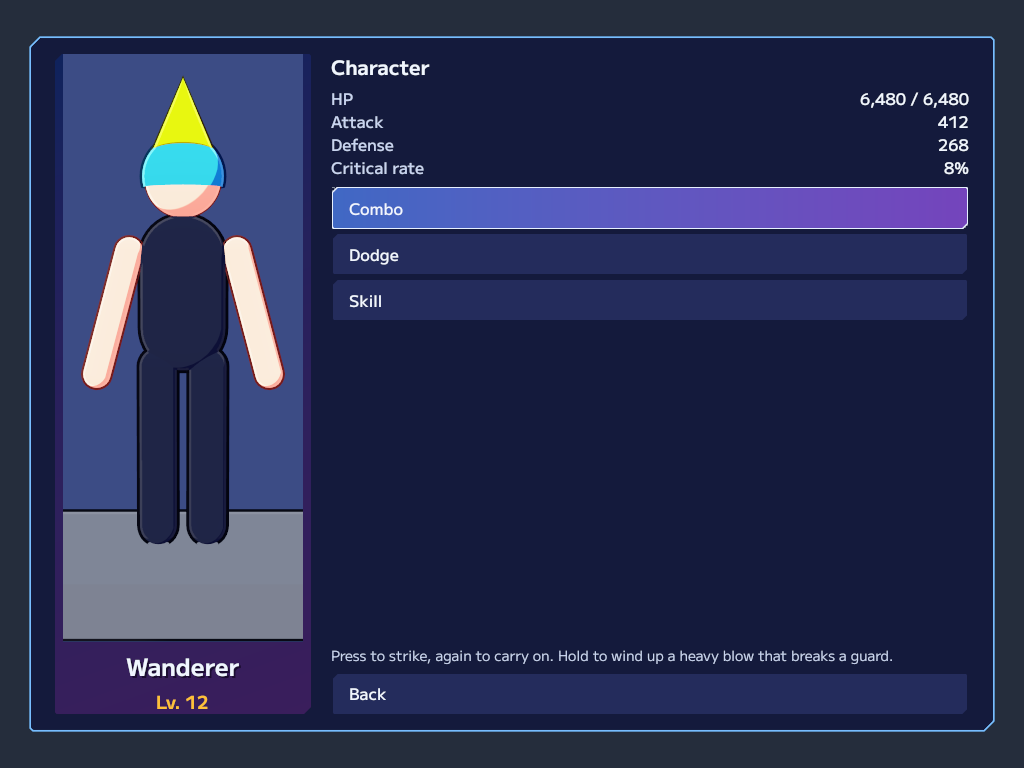 Character
HP 6,480 / 6,480
Attack 412
Defense 268
Critical rate 8%
Combo
Dodge
Skill
Press to strike, again to carry on. Hold to wind up a heavy blow that breaks a guard.
Back
Wanderer
Lv. 12